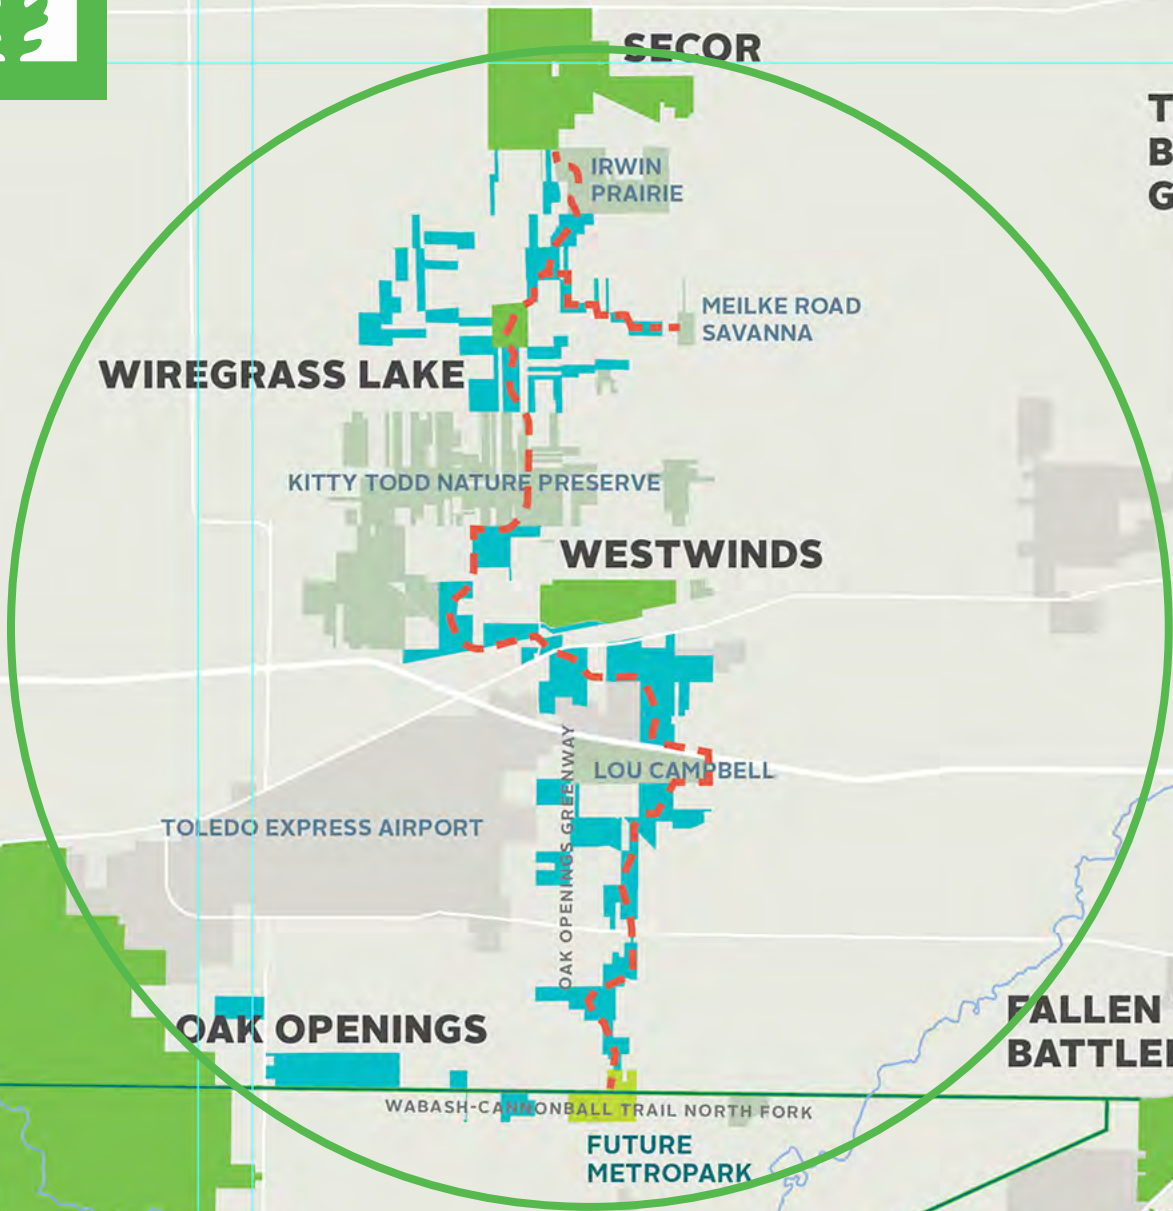 SECOR
T
B
G
IRWIN
PRAIRIE
MEILKE ROAD
SAVANNA
WIREGRASS LAKE
KITTY TODD NATURE PRESERVE
WESTWINDS
OAK OPENINGS GREENWAY
LOU CAMPBELL
TOLEDO EXPRESS AIRPORT
FALLEN
BATTLE
OAK OPENINGS
WABASH-CANNONBALL TRAIL NORTH FORK
FUTURE
METROPARK